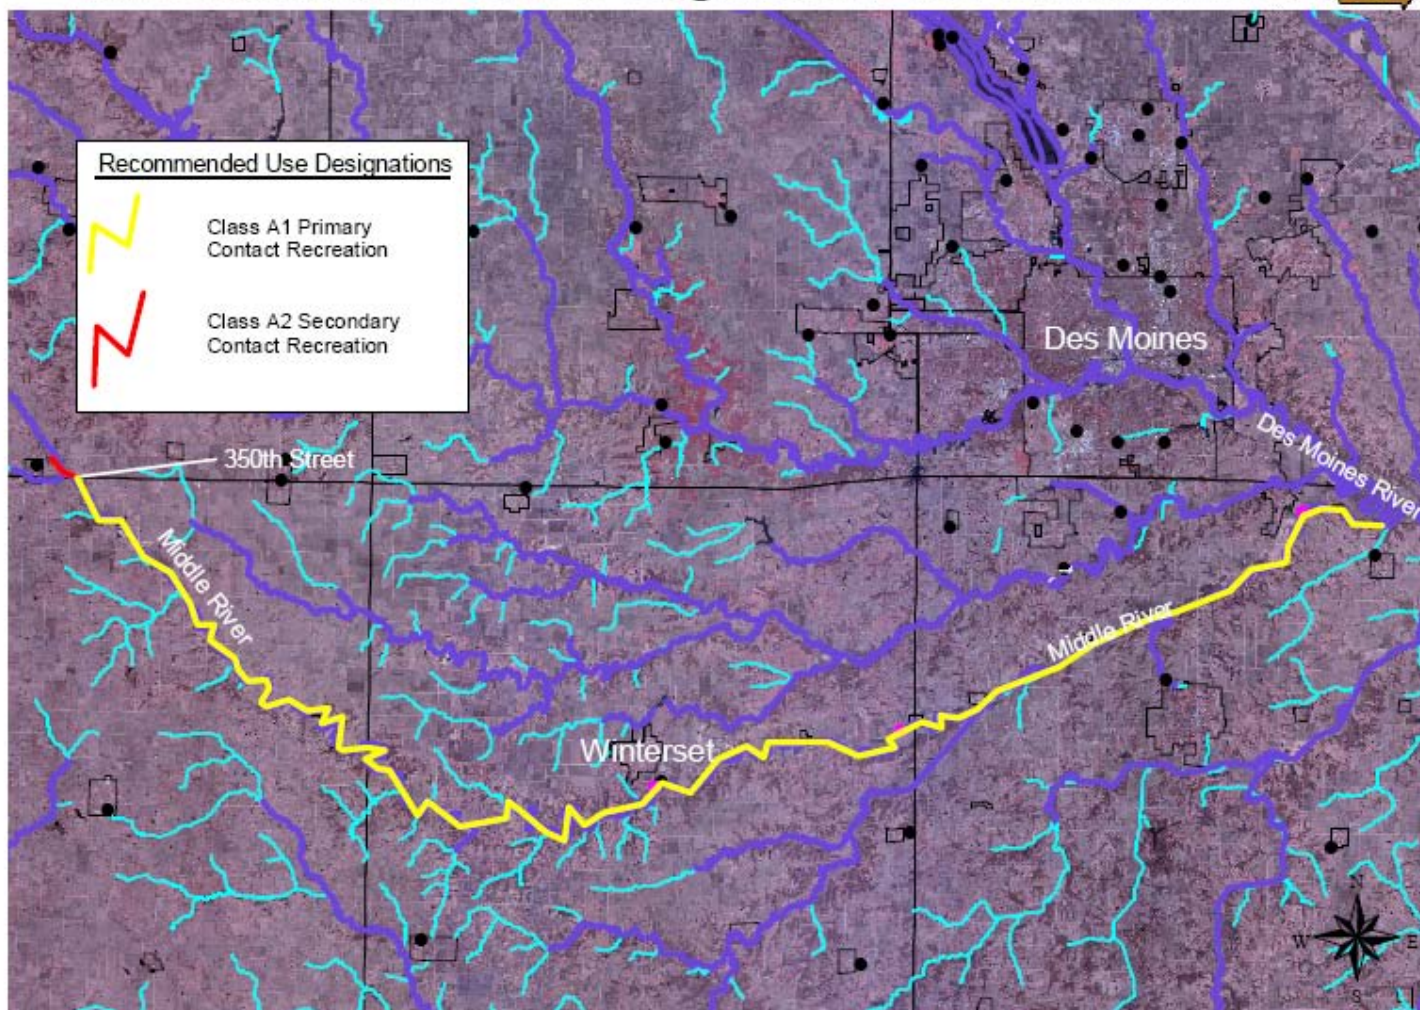 Recommended Use Designations
Class A1 Primary
Contact Recreation
Class A2 Secondary
Contact Recreation
Des Moines
Des Moines River
350th Street
Middle River
Middle River
Winterset
N
W
E
S